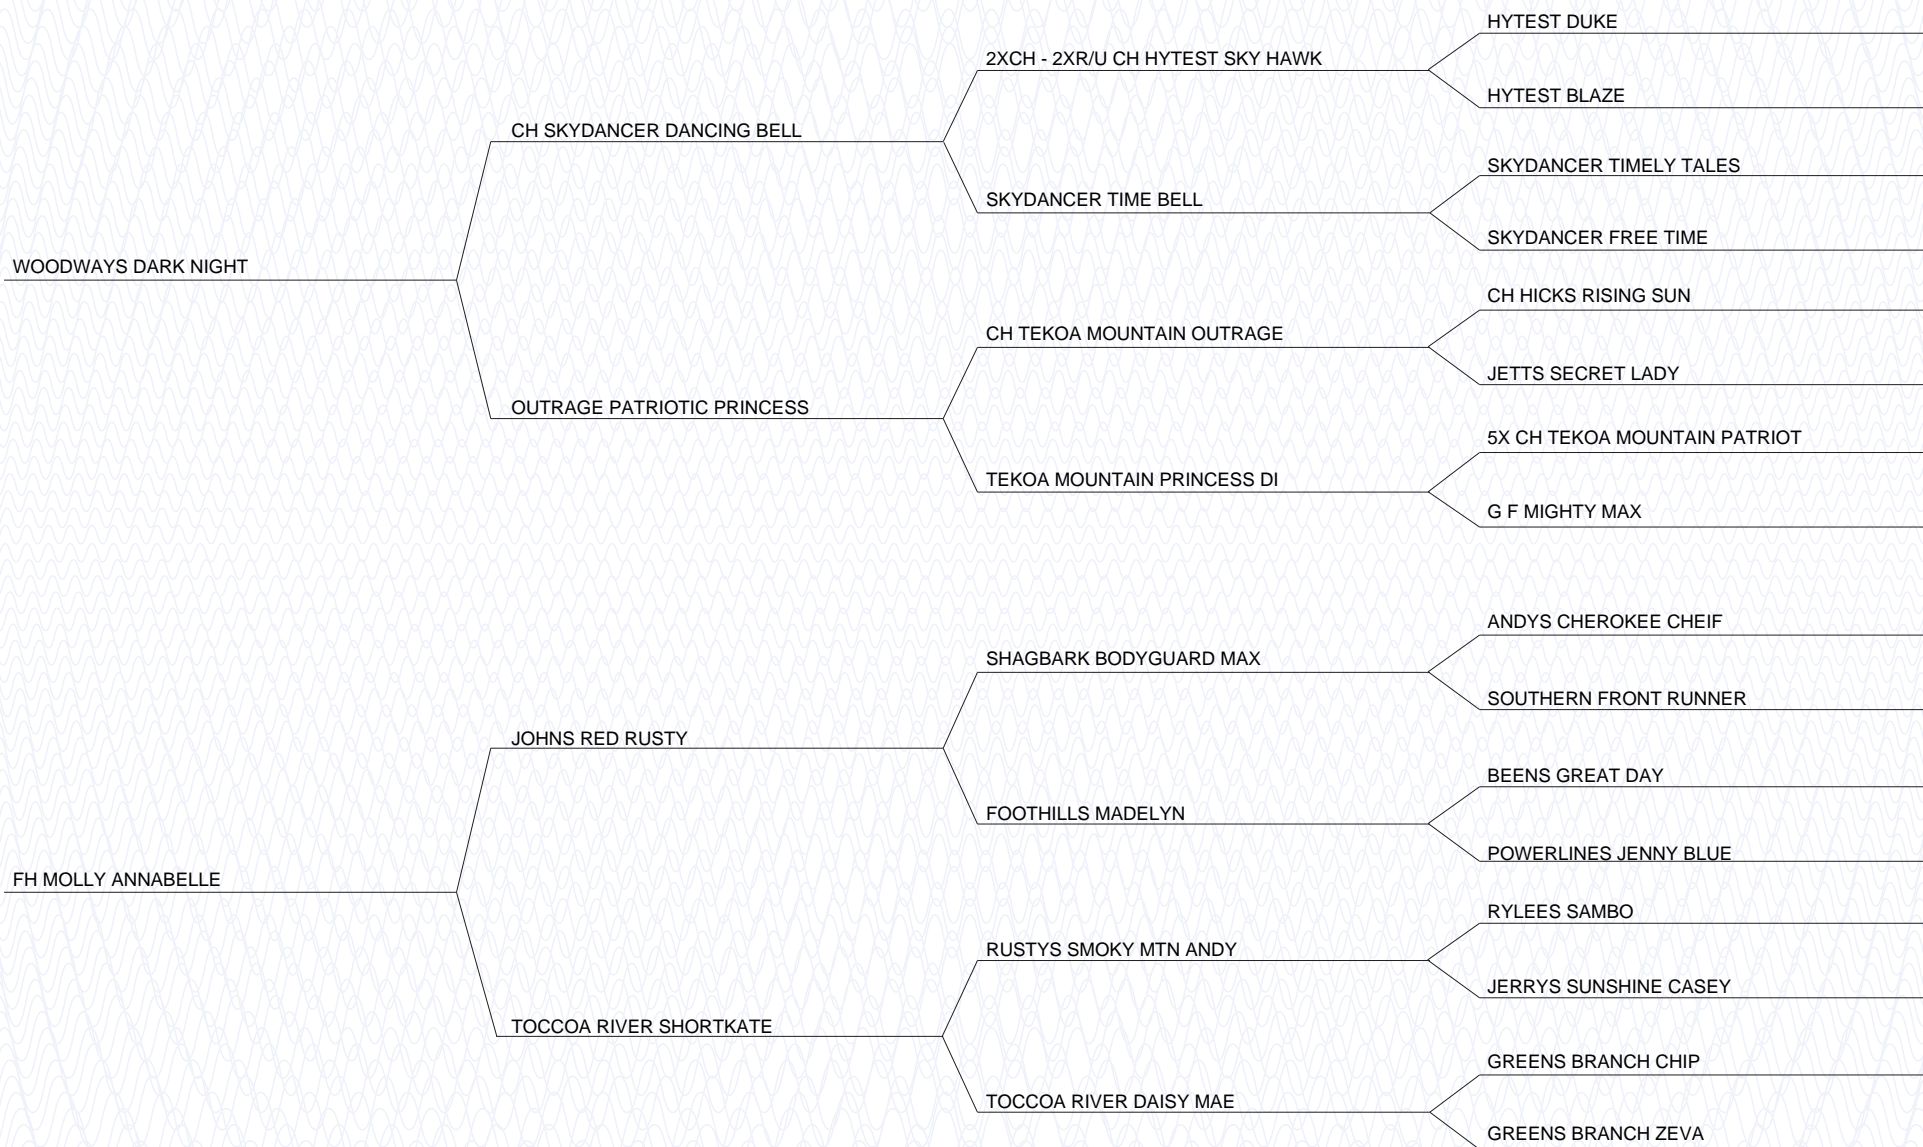 HYTEST DUKE
2XCH - 2XR/U CH HYTEST SKY HAWK
HYTEST BLAZE
CH SKYDANCER DANCING BELL
SKYDANCER TIMELY TALES
SKYDANCER TIME BELL
SKYDANCER FREE TIME
WOODWAYS DARK NIGHT
CH HICKS RISING SUN
CH TEKOA MOUNTAIN OUTRAGE
JETTS SECRET LADY
OUTRAGE PATRIOTIC PRINCESS
5X CH TEKOA MOUNTAIN PATRIOT
TEKOA MOUNTAIN PRINCESS DI
G F MIGHTY MAX
ANDYS CHEROKEE CHEIF
SHAGBARK BODYGUARD MAX
SOUTHERN FRONT RUNNER
JOHNS RED RUSTY
BEENS GREAT DAY
FOOTHILLS MADELYN
POWERLINES JENNY BLUE
FH MOLLY ANNABELLE
RYLEES SAMBO
RUSTYS SMOKY MTN ANDY
JERRYS SUNSHINE CASEY
TOCCOA RIVER SHORTKATE
GREENS BRANCH CHIP
TOCCOA RIVER DAISY MAE
GREENS BRANCH ZEVA